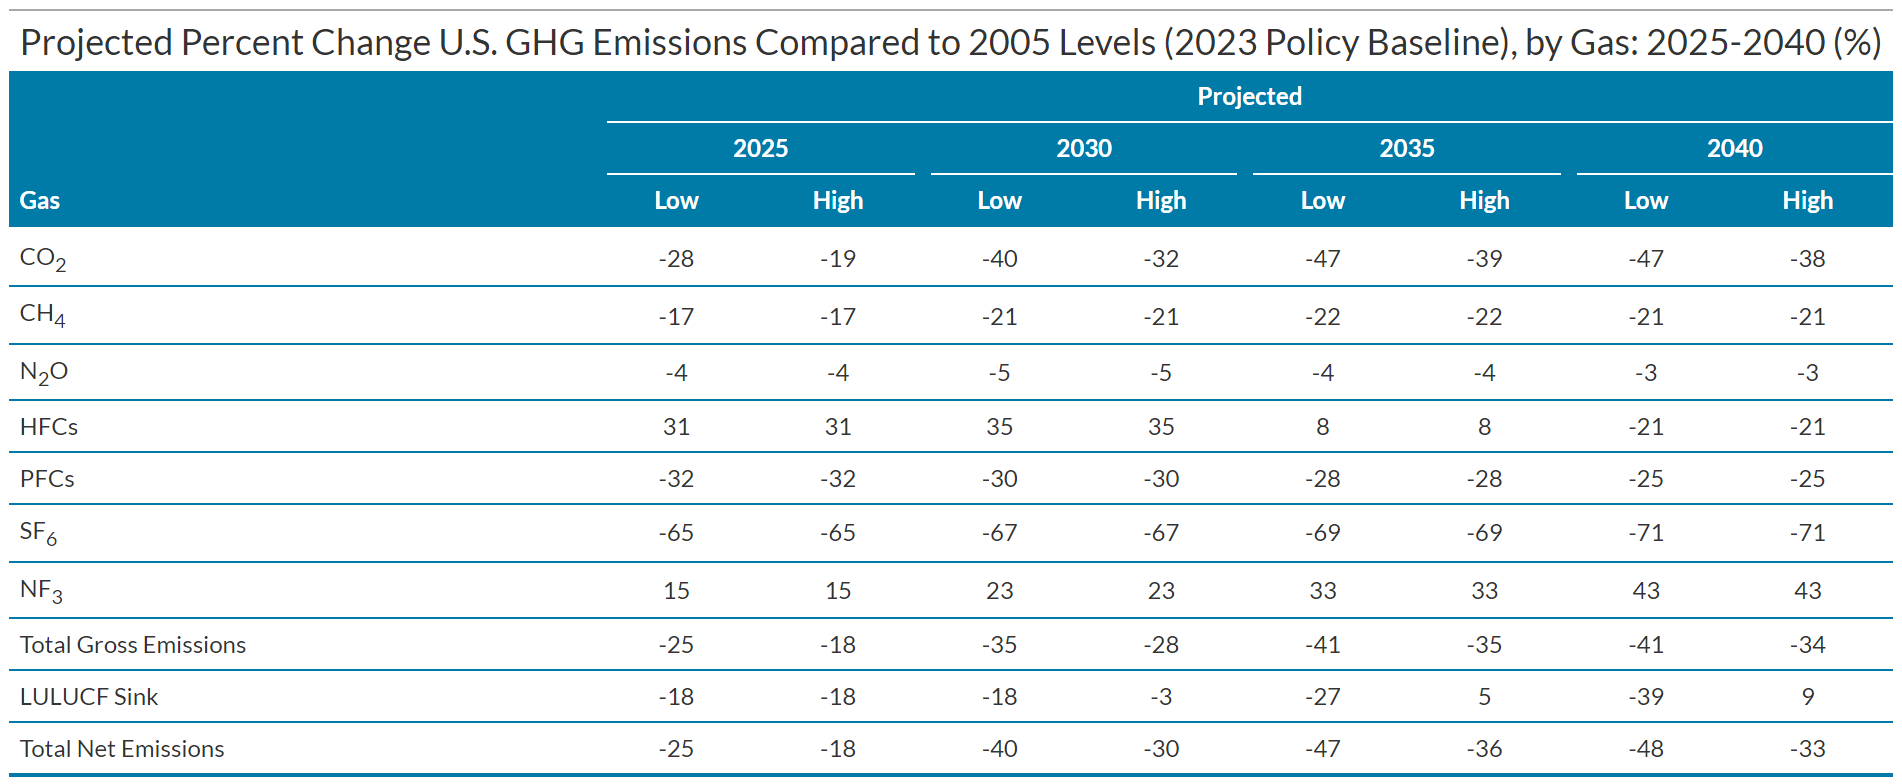 Projected Percent Change U.S. GHG Emissions Compared to 2005 Levels (2023 Policy Baseline), by Gas: 2025-2040 (%)
Projected
2025 2030 2035 2040
Gas Low High Low High Low High Low High
CO₂ -28 -19 -40 -32 -47 -39 -47 -38
CH₄ -17 -17 -21 -21 -22 -22 -21 -21
N₂O -4 -4 -5 -5 -4 -4 -3 -3
HFCs 31 31 35 35 8 8 -21 -21
PFCs -32 -32 -30 -30 -28 -28 -25 -25
SF₆ -65 -65 -67 -67 -69 -69 -71 -71
NF₃ 15 15 23 23 33 33 43 43
Total Gross Emissions -25 -18 -35 -28 -41 -35 -41 -34
LULUCF Sink -18 -18 -18 -3 -27 5 -39 9
Total Net Emissions -25 -18 -40 -30 -47 -36 -48 -33